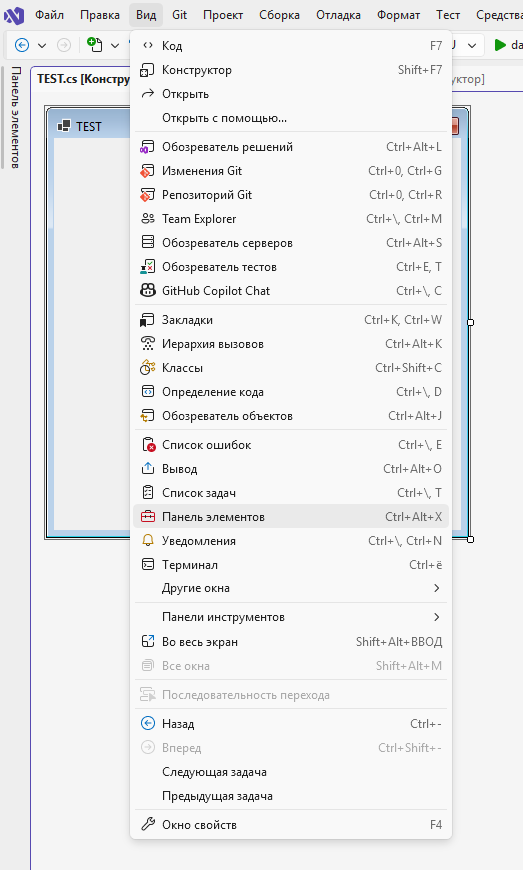 Файл Правка Вид Git Проект Сборка Отладка Формат Тест Средства
da
TEST.cs [Констру
уктор]
Панель элементов
TEST
Код F7
Конструктор Shift+F7
Открыть
Открыть с помощью...
Обозреватель решений Ctrl+Alt+L
Изменения Git Ctrl+0, Ctrl+G
Репозиторий Git Ctrl+0, Ctrl+R
Team Explorer Ctrl+\, Ctrl+M
Обозреватель серверов Ctrl+Alt+S
Обозреватель тестов Ctrl+E, T
GitHub Copilot Chat Ctrl+\, C
Закладки Ctrl+K, Ctrl+W
Иерархия вызовов Ctrl+Alt+K
Классы Ctrl+Shift+C
Определение кода Ctrl+\, D
Обозреватель объектов Ctrl+Alt+J
Список ошибок Ctrl+\, E
Вывод Ctrl+Alt+O
Список задач Ctrl+\, T
Панель элементов Ctrl+Alt+X
Уведомления Ctrl+\, Ctrl+N
Терминал Ctrl+ё
Другие окна
Панели инструментов
Во весь экран Shift+Alt+ВВОД
Все окна Shift+Alt+M
Последовательность перехода
Назад Ctrl+-
Вперед Ctrl+Shift+-
Следующая задача
Предыдущая задача
Окно свойств F4